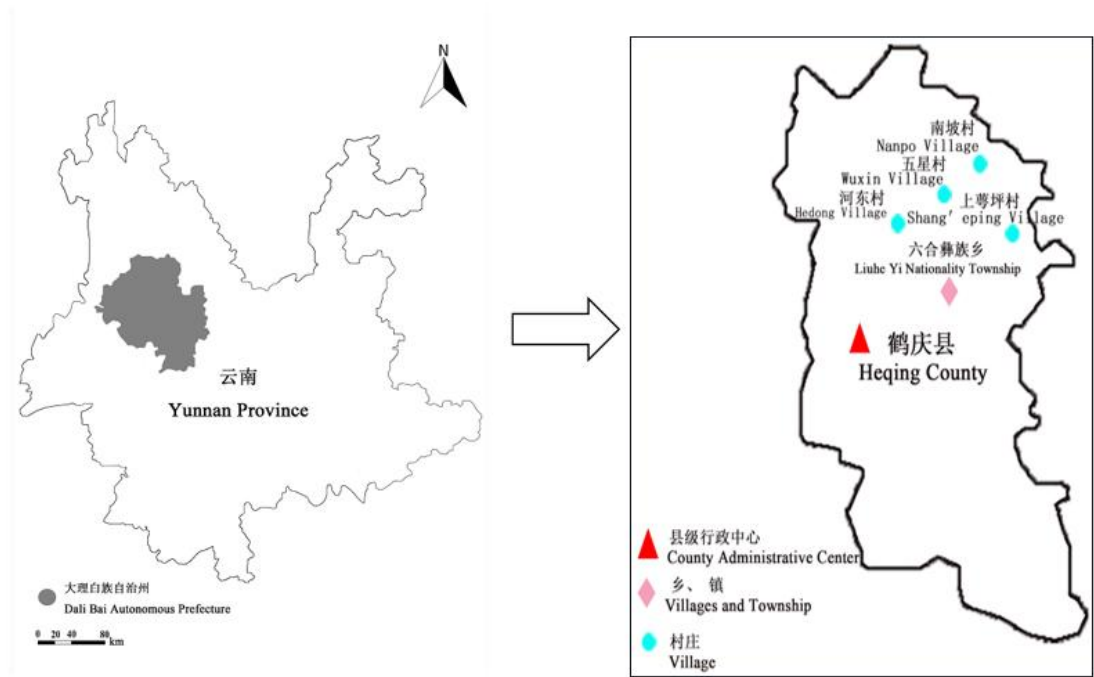 N
云南
Yunnan Province
大理白族自治州
Dali Bai Autonomous Prefecture
0 20 40 80 km
南坡村
Nanpo Village
五星村
Wuxin Village
河东村
Hedong Village
上萼坪村
Shang'eping Village
六合彝族乡
Liuhe Yi Nationality Township
鹤庆县
Heqing County
县级行政中心
County Administrative Center
乡、镇
Villages and Township
村庄
Village